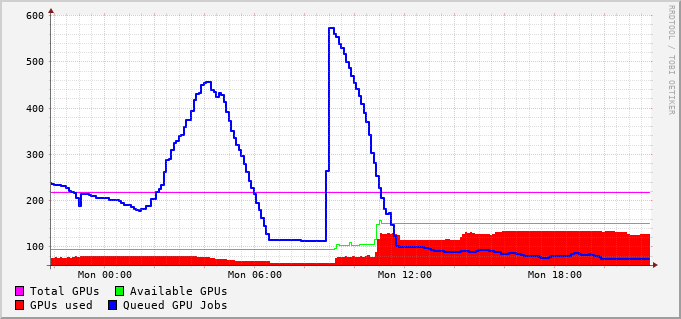 600
500
400
300
200
100
Mon 00:00 Mon 06:00 Mon 12:00 Mon 18:00
Total GPUs Available GPUs
GPUs used Queued GPU Jobs
RRDTOOL / TOBI OETIKER